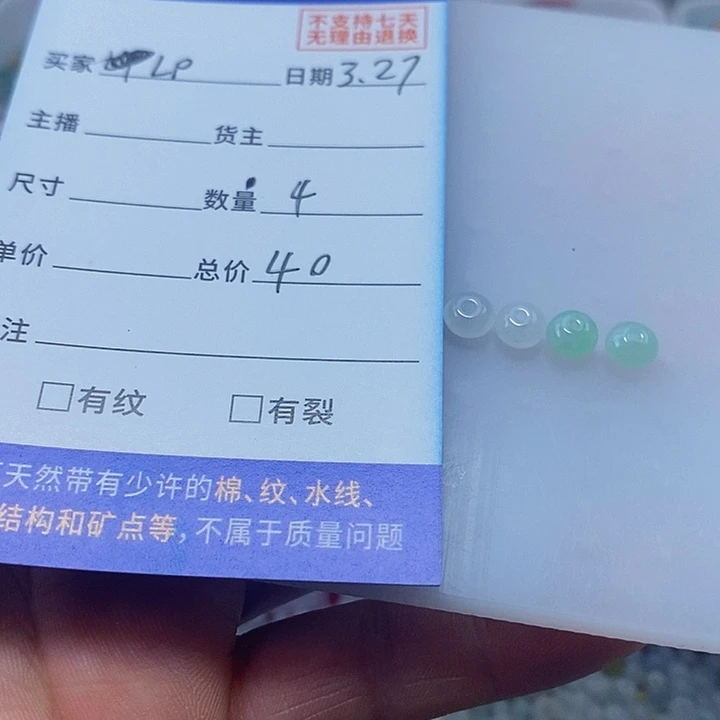 不支持七天
无理由退换
买家 LP 日期 3.27
主播 货主
尺寸 数量 4
单价 总价 40
注
□有纹 □有裂
天然带有少许的棉、纹、水线、
结构和矿点等，不属于质量问题